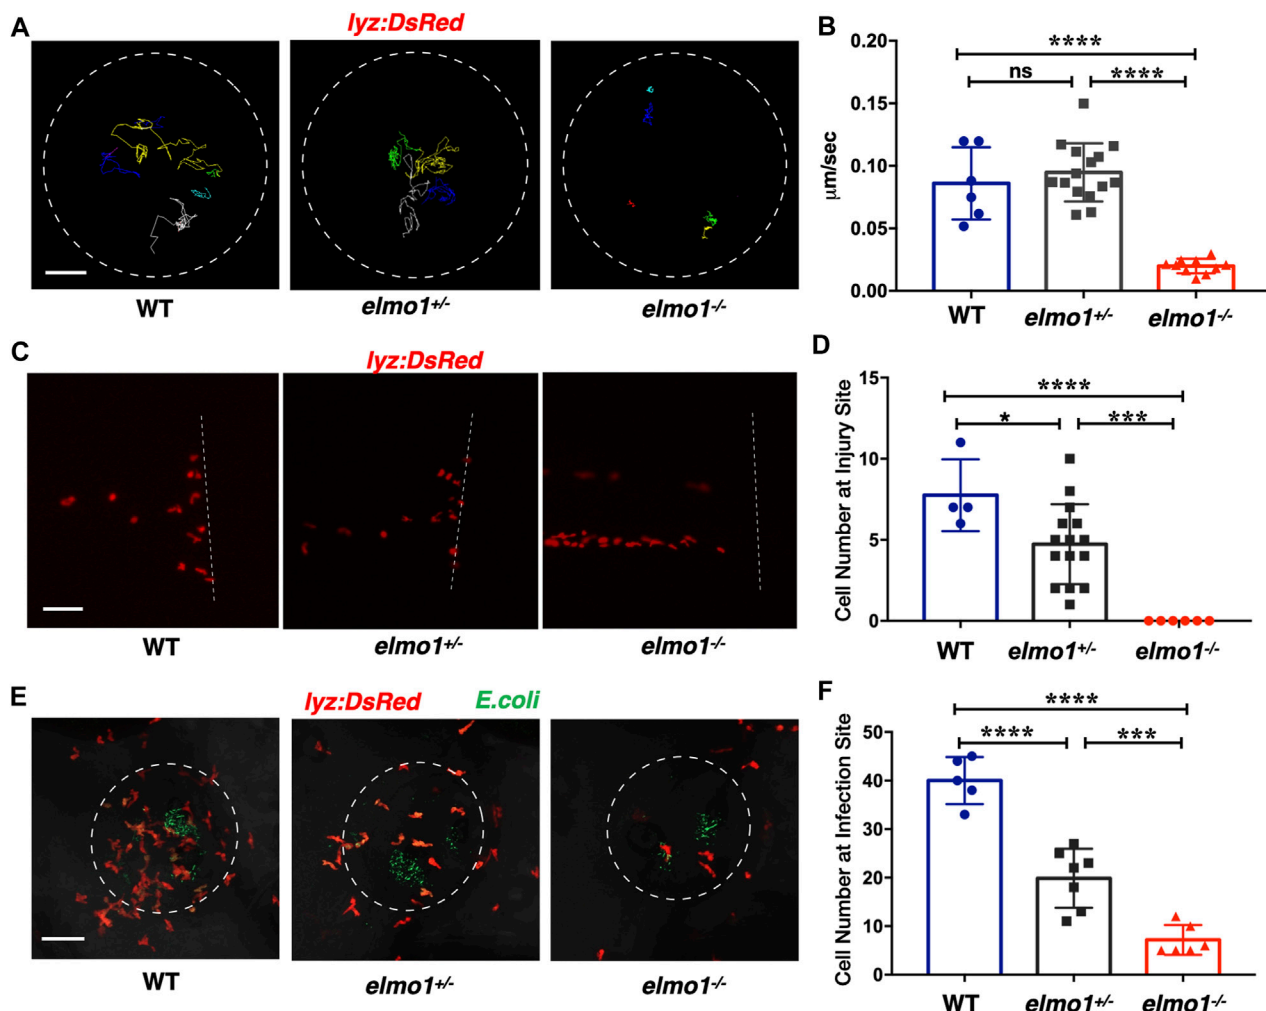 A
lyz:DsRed
WT
elmo1+/-
elmo1-/-
B
μm/sec
0.20
0.15
0.10
0.05
0.00
****
ns
****
WT
elmo1+/-
elmo1-/-
C
lyz:DsRed
WT
elmo1+/-
elmo1-/-
D
Cell Number at Injury Site
15
10
5
0
****
*
***
WT
elmo1+/-
elmo1-/-
E
lyz:DsRed
E.coli
WT
elmo1+/-
elmo1-/-
F
Cell Number at Infection Site
50
40
30
20
10
0
****
****
***
WT
elmo1+/-
elmo1-/-